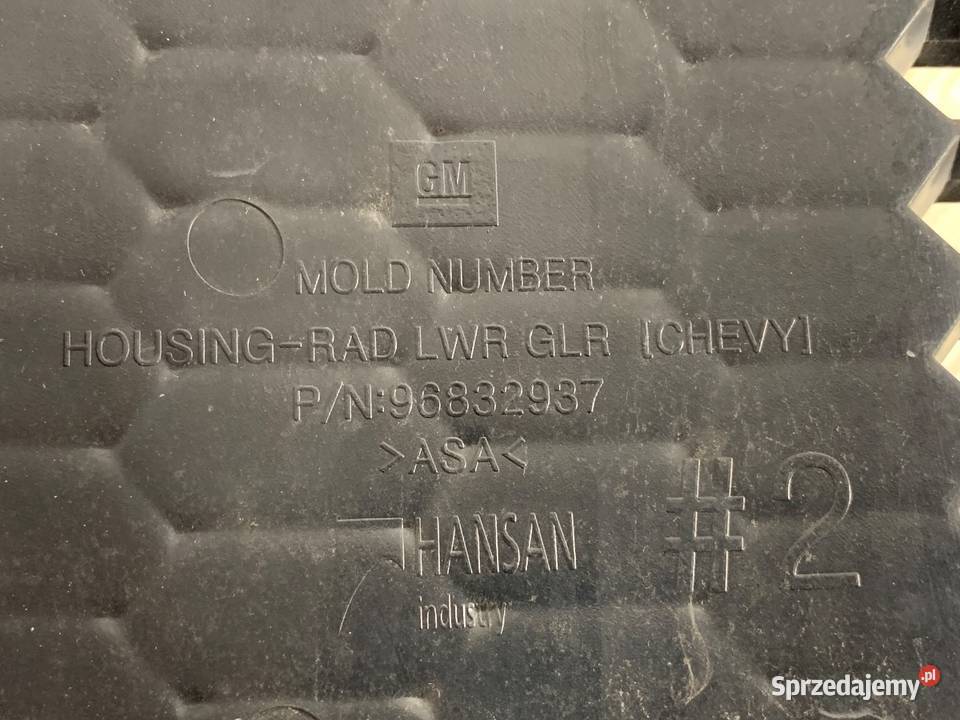 GM
MOLD NUMBER
HOUSING-RAD LWR GLR [CHEVY]
P/N:96832937
>ASA<
HANSAN
industry
#2
Sprzedajemy.pl